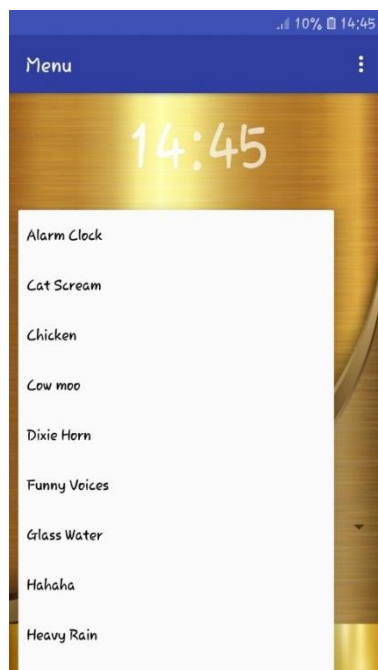 10% 14:45
Menu
14:45
Alarm Clock
Cat Scream
Chicken
Cow moo
Dixie Horn
Funny Voices
Glass Water
Hahaha
Heavy Rain